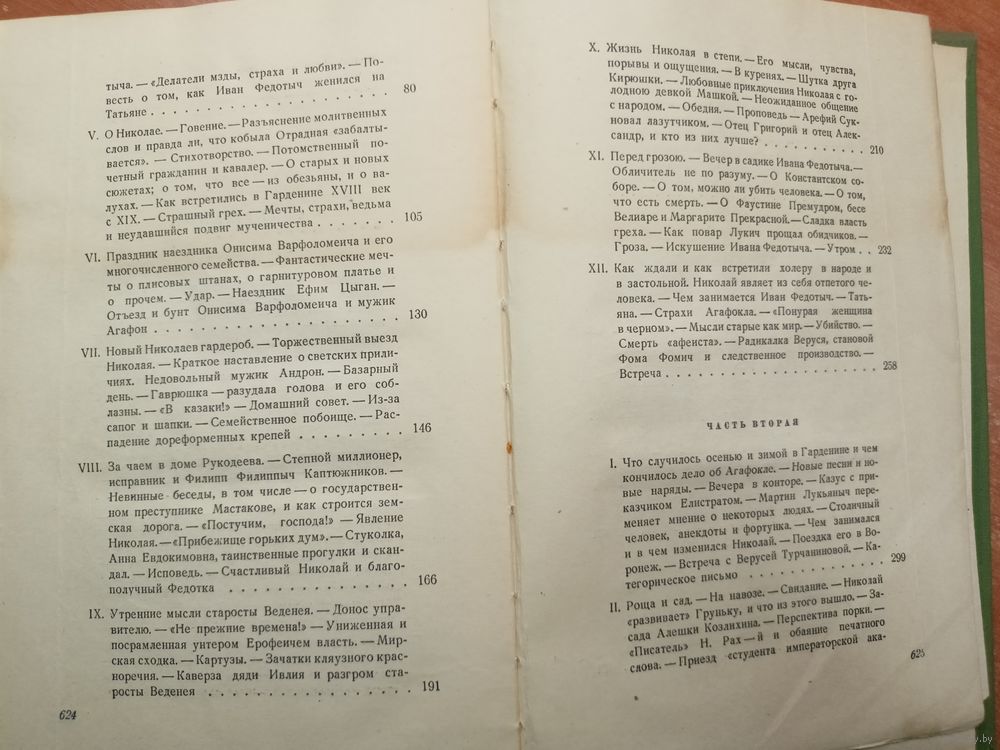 тыча. — «Делатели мзды, страха и любви». — По-
весть о том, как Иван Федотыч женился на
Татьяне . . . . . . . . . . . . . . . . . . . . 80
V. О Николае. — Говение. — Разъяснение молитвенных
слов и правда ли, что кобыла Отрадная «забалты-
вается». — Стихотворство. — Потомственный по-
четный гражданин и кавалер. — О старых и новых
сюжетах; о том, что все — из обезьяны, и о ва-
лухах. — Как встретились в Гарденине XVIII век
с XIX. — Страшный грех. — Мечты, страхи, ведьма
и неудавшийся подвиг мученичества . . . . . . 105
VI. Праздник наездника Онисима Варфоломеича и его
многочисленного семейства. — Фантастические меч-
ты о плисовых штанах, о гарнитуровом платье и
о прочем. — Удар. — Наездник Ефим Цыган. —
Отъезд и бунт Онисима Варфоломеича и мужик
Агафон . . . . . . . . . . . . . . . . . . . . 130
VII. Новый Николаев гардероб. — Торжественный выезд
Николая. — Краткое наставление о светских прили-
чиях. Недовольный мужик Андрон. — Базарный
день. — Гаврюшка — разудала голова и его соб-
лазны. — «В казаки!» — Домашний совет. — Из-за
сапог и шапки. — Семейственное побоище. — Рас-
падение дореформенных крепей . . . . . . . . . 146
VIII. За чаем в доме Рукодеева. — Степной миллионер,
исправник и Филипп Филиппыч Каптюжников. —
Невинные беседы, в том числе — о государствен-
ном преступнике Мастакове, и как строится зем-
ская дорога. — «Постучим, господа!» — Явление
Николая. — «Прибежище горьких дум». — Стуколка,
Анна Евдокимовна, таинственные прогулки и скан-
дал. — Исповедь. — Счастливый Николай и благо-
получный Федотка . . . . . . . . . . . . . . . 166
IX. Утренние мысли старосты Веденея. — Донос упра-
вителю. — «Не прежние времена!» — Униженная и
посрамленная унтером Ерофеичем власть. — Мир-
ская сходка. — Картузы. — Зачатки кляузного крас-
норечия. — Каверза дяди Ивлия и разгром ста-
росты Веденея . . . . . . . . . . . . . . . . . 191
624
X. Жизнь Николая в степи. — Его мысли, чувства,
порывы и ощущения. — В куренях. — Шутка друга
Кирюшки. — Любовные приключения Николая с го-
лодною девкой Машкой. — Неожиданное общение
с народом. — Обедня. — Проповедь — Арефий Сук-
новал лазутчиком. — Отец Григорий и отец Алек-
сандр, и кто из них лучше? . . . . . . . . . . . 210
XI. Перед грозою. — Вечер в садике Ивана Федотыча. —
Обличитель не по разуму. — О Константском со-
боре. — О том, можно ли убить человека. — О том,
что есть смерть. — О Фаустине Премудром, бесе
Велиаре и Маргарите Прекрасной. — Сладка власть
греха. — Как повар Лукич прощал обидчиков. —
Гроза. — Искушение Ивана Федотыча. — Утром . . 232
XII. Как ждали и как встретили холеру в народе и
в застольной. Николай являет из себя отпетого че-
ловека. — Чем занимается Иван Федотыч. — Тать-
яна. — Страхи Агафокла. — «Понурая женщина
в черном». — Мысли старые как мир. — Убийство. —
Смерть «афеиста». — Радикалка Веруся, становой
Фома Фомич и следственное производство. —
Встреча . . . . . . . . . . . . . . . . . . . 258
ЧАСТЬ ВТОРАЯ
I. Что случилось осенью и зимой в Гарденине и чем
кончилось дело об Агафокле. — Новые песни и но-
вые наряды. — Вечера в конторе. — Казус с при-
казчиком Елистратом. — Мартин Лукьяныч пере-
меняет мнение о некоторых людях. — Столичный
человек, анекдоты и фортунка. — Чем занимался
и в чем изменился Николай. — Поездка его в Во-
ронеж. — Встреча с Верусей Турчаниновой. — Ка-
тегорическое письмо . . . . . . . . . . . . . 299
II. Роща и сад. — На навозе. — Свидание. — Николай
«развивает» Груньку, и что из этого вышло. — За-
сада Алешки Козлихина. — Перспектива порки. —
«Писатель» Н. Рах — й и обаяние печатного
слова. — Приезд «студента императорской ака-
625